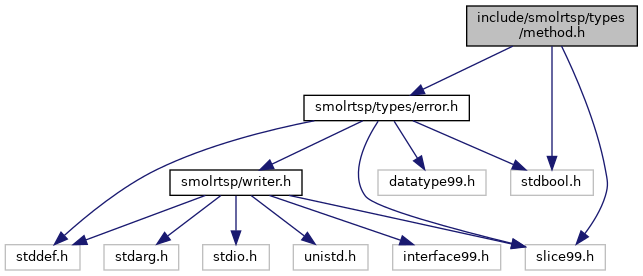 include/smolrtsp/types
/method.h
smolrtsp/types/error.h
smolrtsp/writer.h
datatype99.h
stdbool.h
stddef.h
stdarg.h
stdio.h
unistd.h
interface99.h
slice99.h